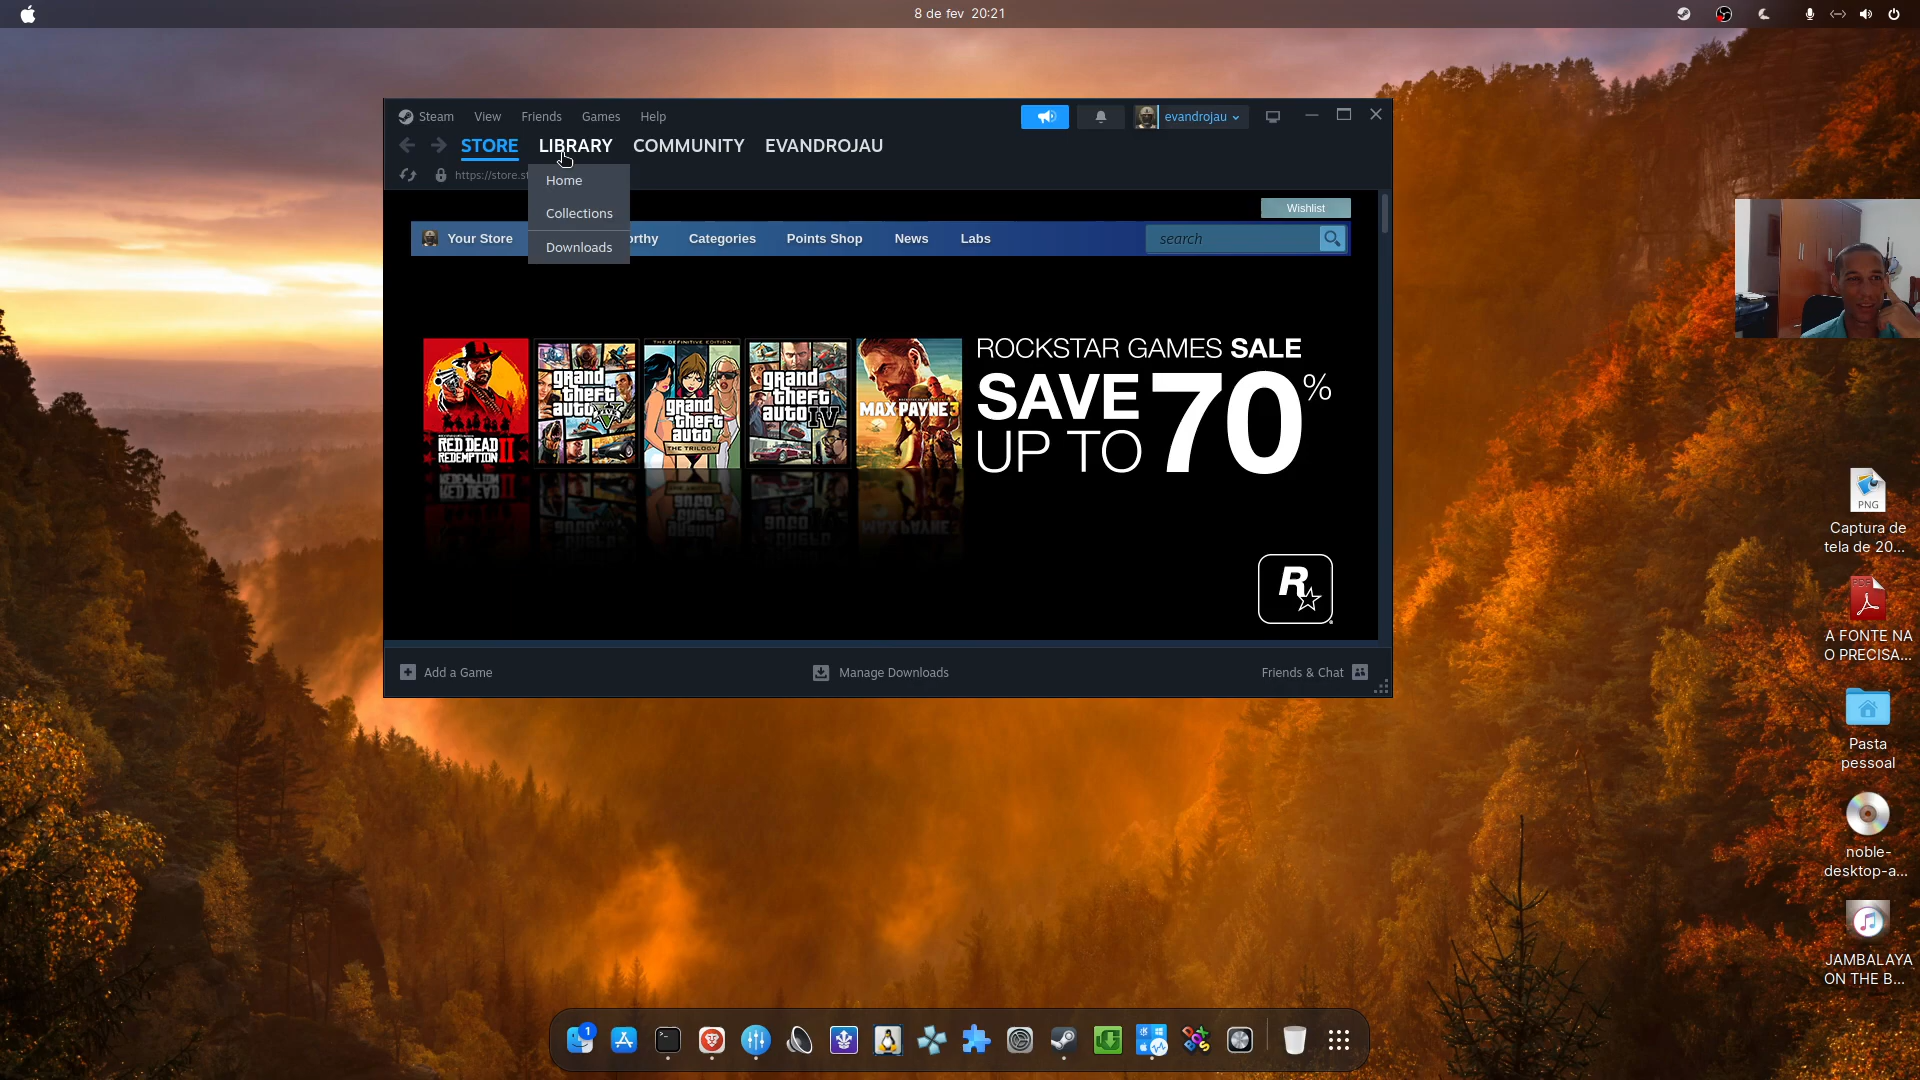 8 de fev 20:21
Steam View Friends Games Help
evandrojau
STORE LIBRARY COMMUNITY EVANDROJAU
https://store.st
Home
Collections
Downloads
Wishlist
Your Store
orthy
Categories
Points Shop
News
Labs
search
THE DEFINITIVE EDITION
RED DEAD
REDEMPTION
II
grand
theft
auto
V
grand
theft
auto
THE TRILOGY
grand
theft
auto
IV
MAX PAYNE 3
ROCKSTAR GAMES SALE
SAVE
UP TO
70%
R
Add a Game
Manage Downloads
Friends & Chat
PNG
Captura de
tela de 20...
PDF
A FONTE NA
O PRECISA...
Pasta
pessoal
noble-
desktop-a...
JAMBALAYA
ON THE B...
1